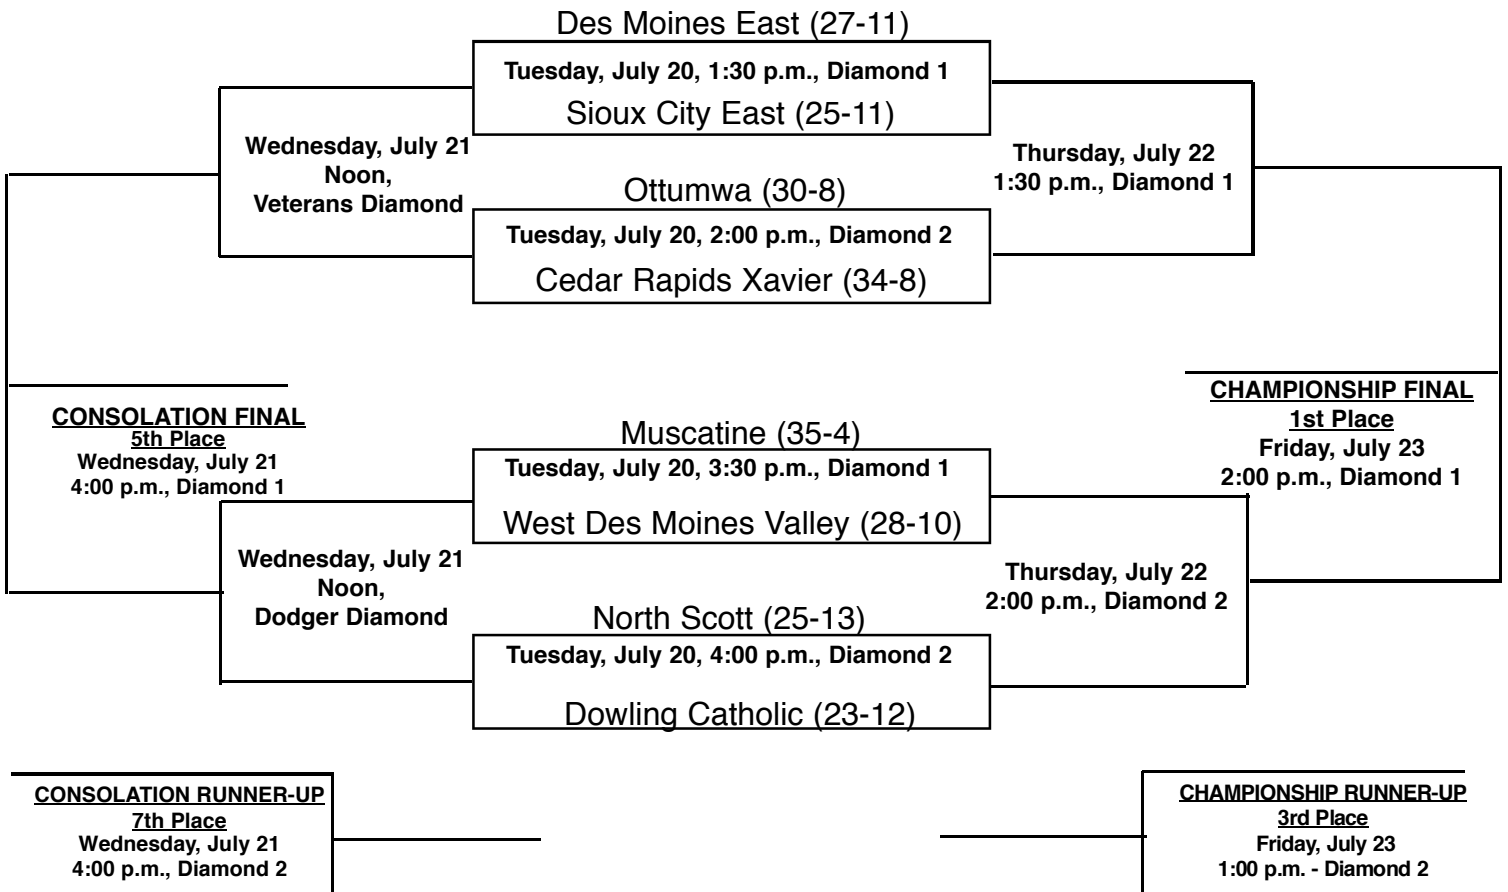 Des Moines East (27-11)
Tuesday, July 20, 1:30 p.m., Diamond 1
Sioux City East (25-11)
Wednesday, July 21
Noon,
Veterans Diamond
Thursday, July 22
1:30 p.m., Diamond 1
Ottumwa (30-8)
Tuesday, July 20, 2:00 p.m., Diamond 2
Cedar Rapids Xavier (34-8)
CONSOLATION FINAL
5th Place
Wednesday, July 21
4:00 p.m., Diamond 1
CHAMPIONSHIP FINAL
1st Place
Friday, July 23
2:00 p.m., Diamond 1
Muscatine (35-4)
Tuesday, July 20, 3:30 p.m., Diamond 1
West Des Moines Valley (28-10)
Wednesday, July 21
Noon,
Dodger Diamond
Thursday, July 22
2:00 p.m., Diamond 2
North Scott (25-13)
Tuesday, July 20, 4:00 p.m., Diamond 2
Dowling Catholic (23-12)
CONSOLATION RUNNER-UP
7th Place
Wednesday, July 21
4:00 p.m., Diamond 2
CHAMPIONSHIP RUNNER-UP
3rd Place
Friday, July 23
1:00 p.m. - Diamond 2